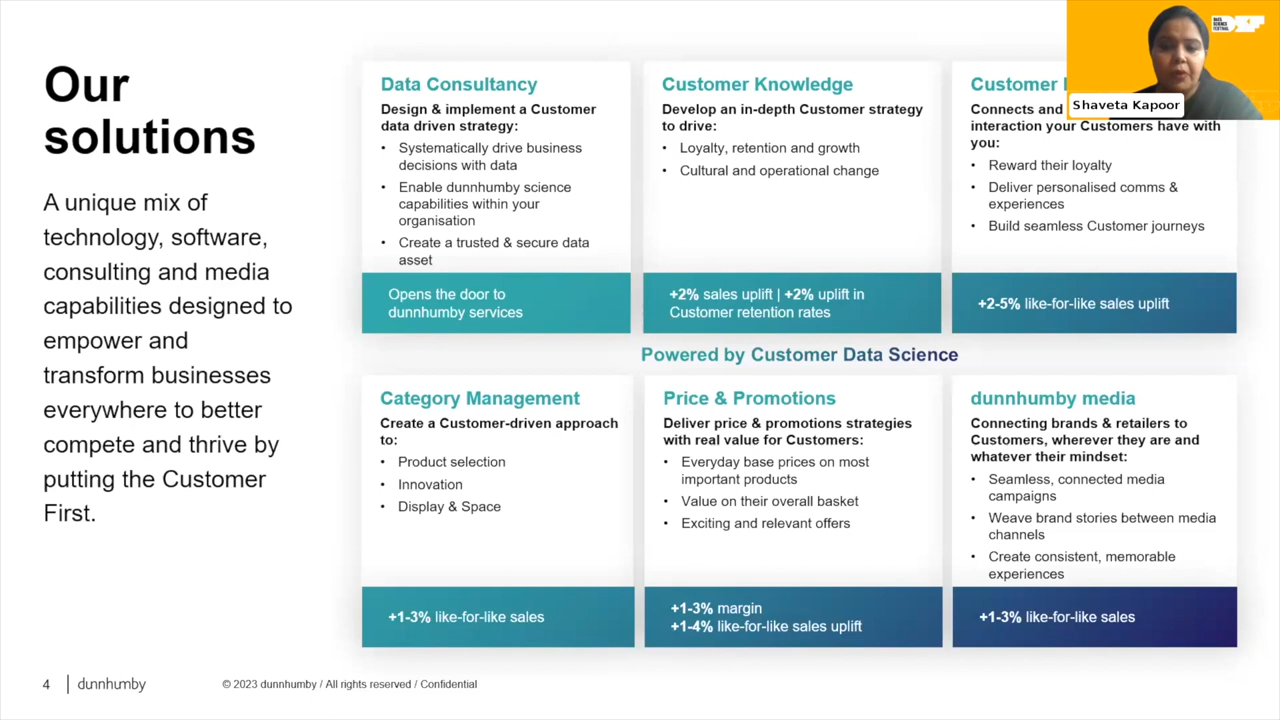 Our
solutions
A unique mix of
technology, software,
consulting and media
capabilities designed to
empower and
transform businesses
everywhere to better
compete and thrive by
putting the Customer
First.
Data Consultancy
Design & implement a Customer
data driven strategy:
• Systematically drive business
decisions with data
• Enable dunnhumby science
capabilities within your
organisation
• Create a trusted & secure data
asset
Opens the door to
dunnhumby services
Customer Knowledge
Develop an in-depth Customer strategy
to drive:
• Loyalty, retention and growth
• Cultural and operational change
+2% sales uplift | +2% uplift in
Customer retention rates
Customer
Connects and
interaction your Customers have with
you:
• Reward their loyalty
• Deliver personalised comms &
experiences
• Build seamless Customer journeys
+2-5% like-for-like sales uplift
DATA
SCIENCE
FESTIVAL
Shaveta Kapoor
Powered by Customer Data Science
Category Management
Create a Customer-driven approach
to:
• Product selection
• Innovation
• Display & Space
+1-3% like-for-like sales
Price & Promotions
Deliver price & promotions strategies
with real value for Customers:
• Everyday base prices on most
important products
• Value on their overall basket
• Exciting and relevant offers
+1-3% margin
+1-4% like-for-like sales uplift
dunnhumby media
Connecting brands & retailers to
Customers, wherever they are and
whatever their mindset:
• Seamless, connected media
campaigns
• Weave brand stories between media
channels
• Create consistent, memorable
experiences
+1-3% like-for-like sales
4 | dunnhumby
© 2023 dunnhumby / All rights reserved / Confidential